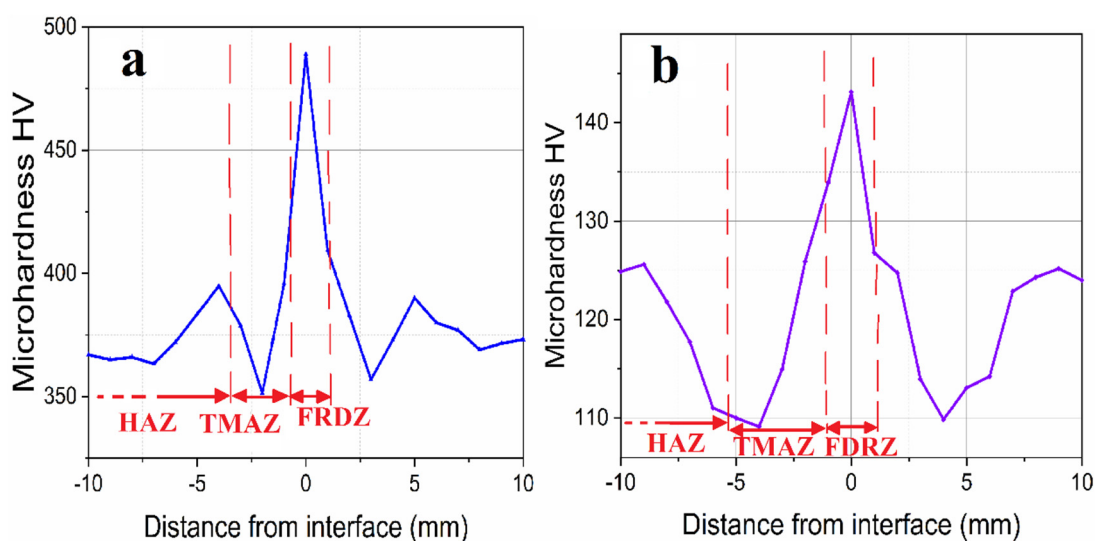 a
Microhardness HV
500
450
400
350
HAZ TMAZ FRDZ
-10 -5 0 5 10
Distance from interface (mm)
b
Microhardness HV
140
130
120
110
HAZ TMAZ FDRZ
-10 -5 0 5 10
Distance from interface (mm)